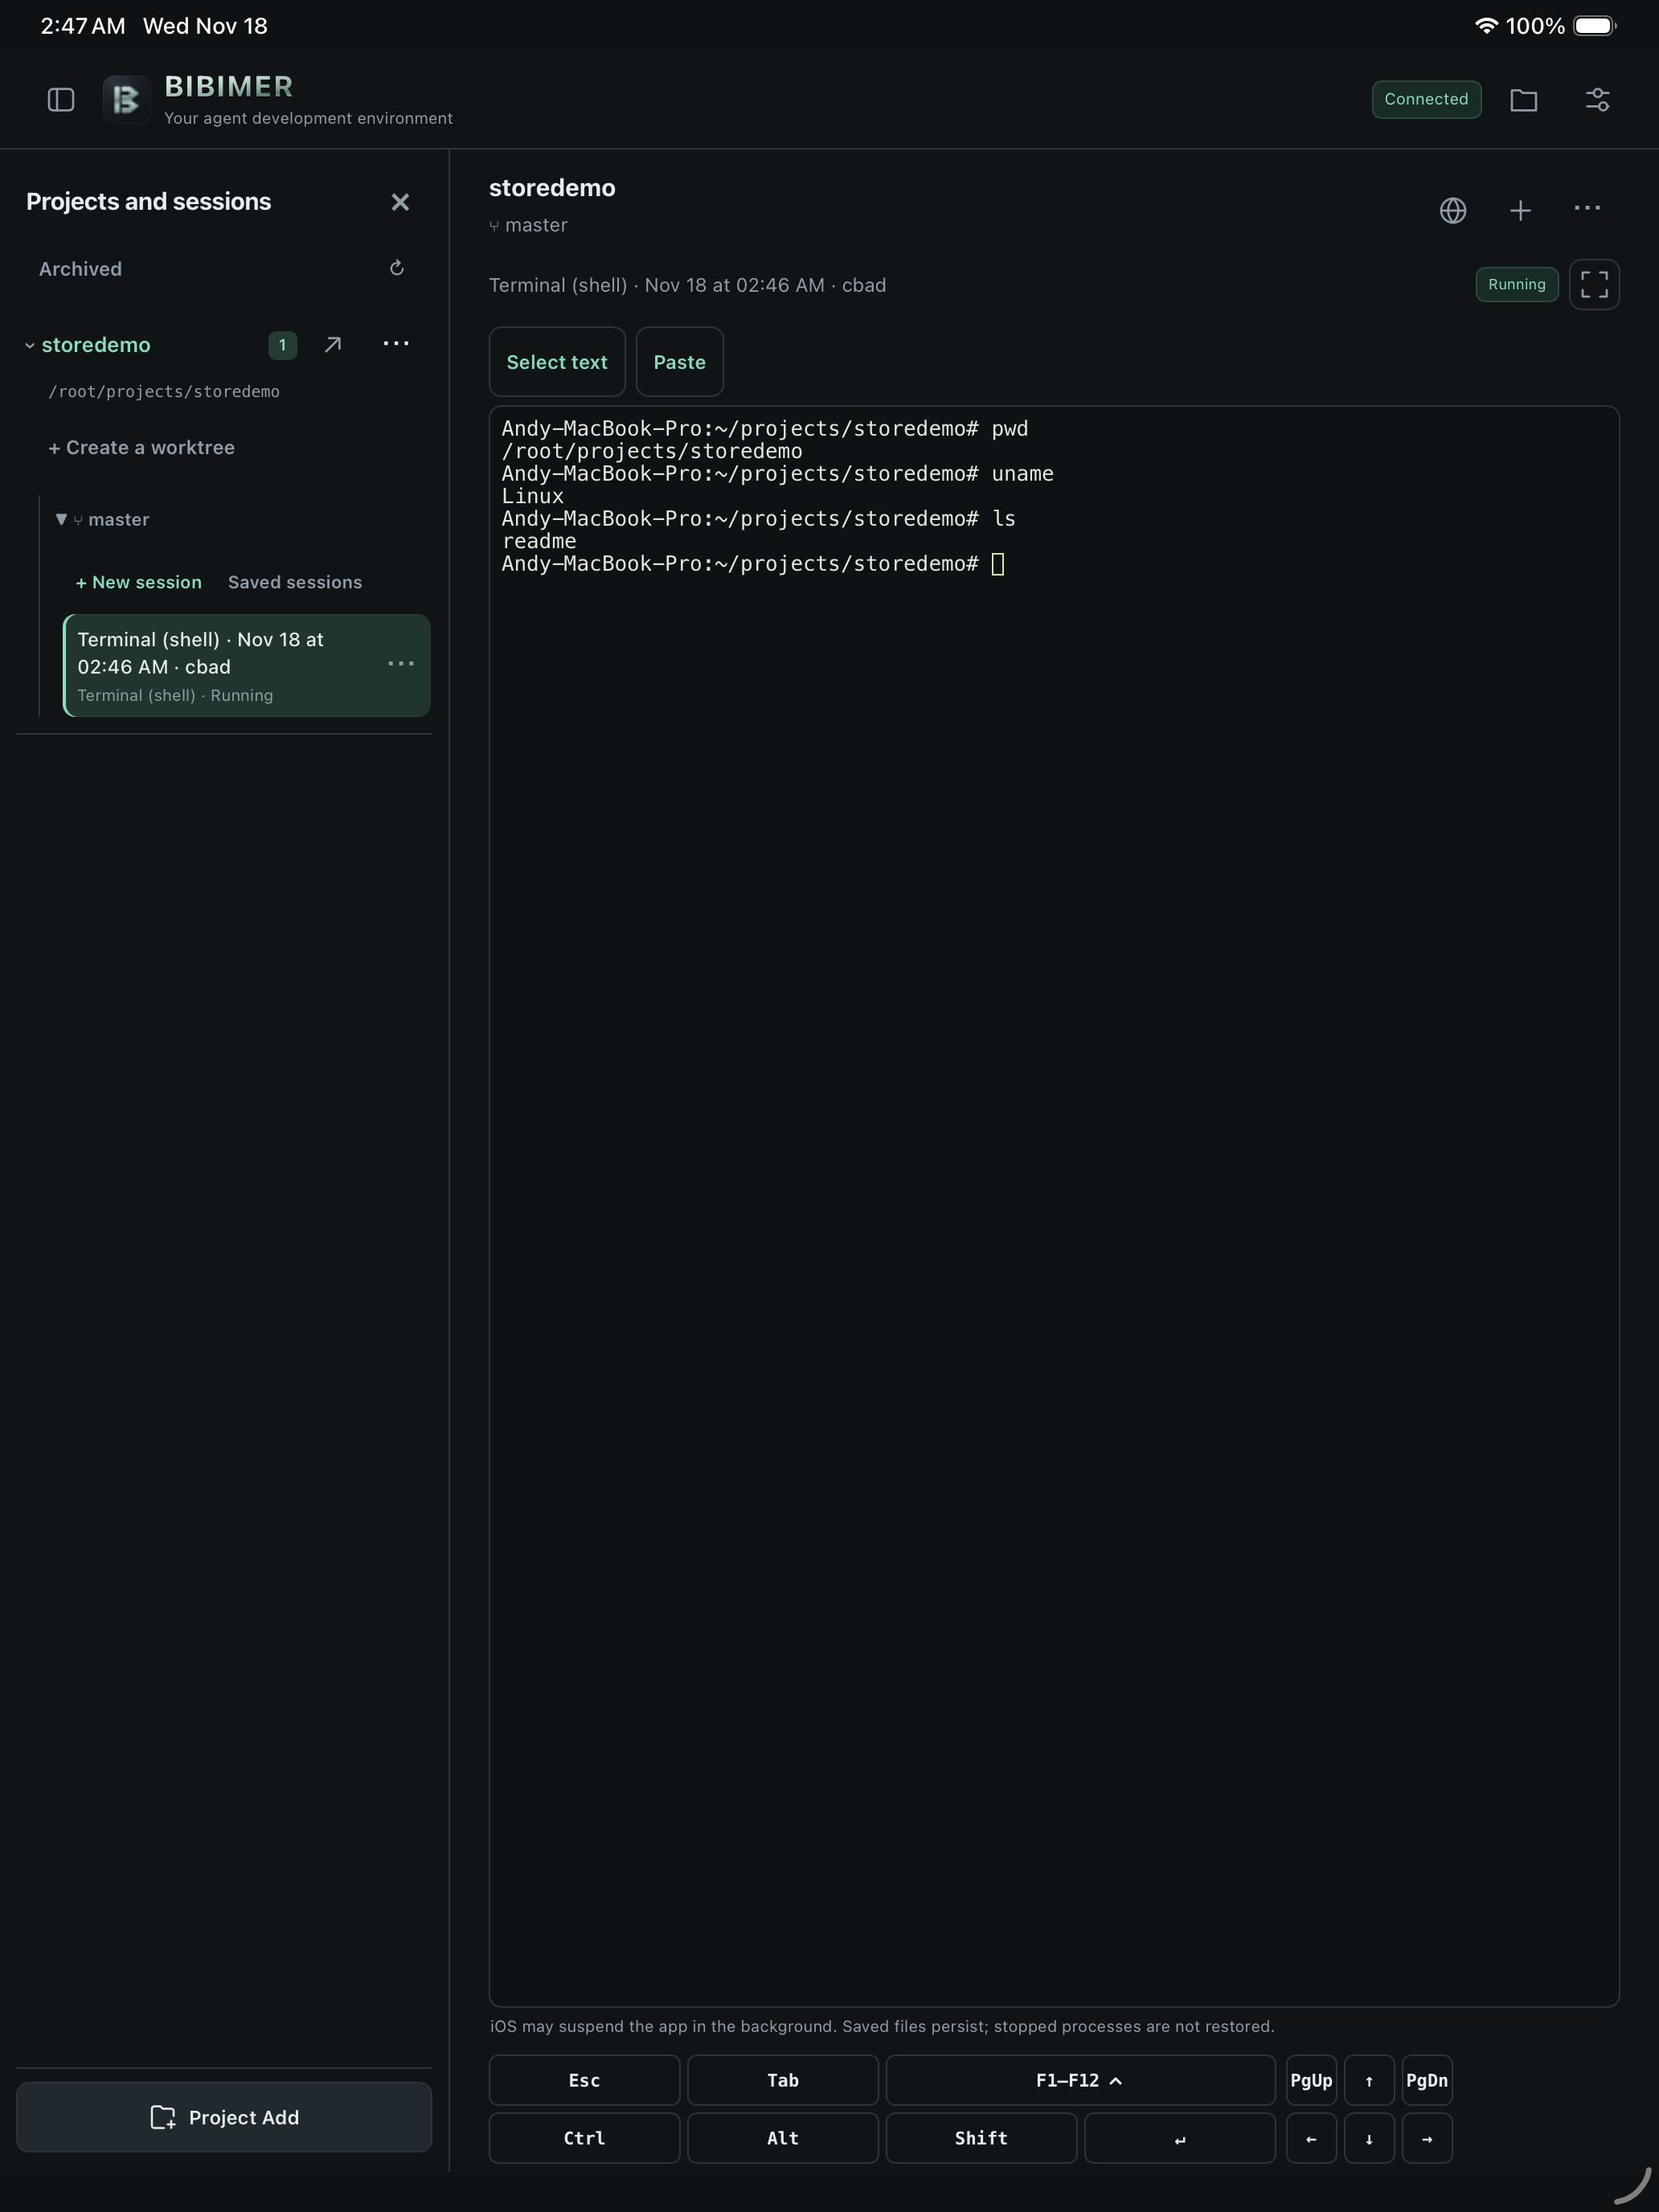 2:47 AM Wed Nov 18
100%
BIBIMER
Your agent development environment
Connected
Projects and sessions
Archived
storedemo
1
/root/projects/storedemo
+ Create a worktree
master
+ New session
Saved sessions
Terminal (shell) · Nov 18 at
02:46 AM · cbad
Terminal (shell) · Running
Project Add
storedemo
master
Terminal (shell) · Nov 18 at 02:46 AM · cbad
Running
Select text
Paste
Andy-MacBook-Pro:~/projects/storedemo# pwd
/root/projects/storedemo
Andy-MacBook-Pro:~/projects/storedemo# uname
Linux
Andy-MacBook-Pro:~/projects/storedemo# ls
readme
Andy-MacBook-Pro:~/projects/storedemo#
iOS may suspend the app in the background. Saved files persist; stopped processes are not restored.
Esc Tab F1–F12 PgUp ↑ PgDn
Ctrl Alt Shift ↵ ← ↓ →